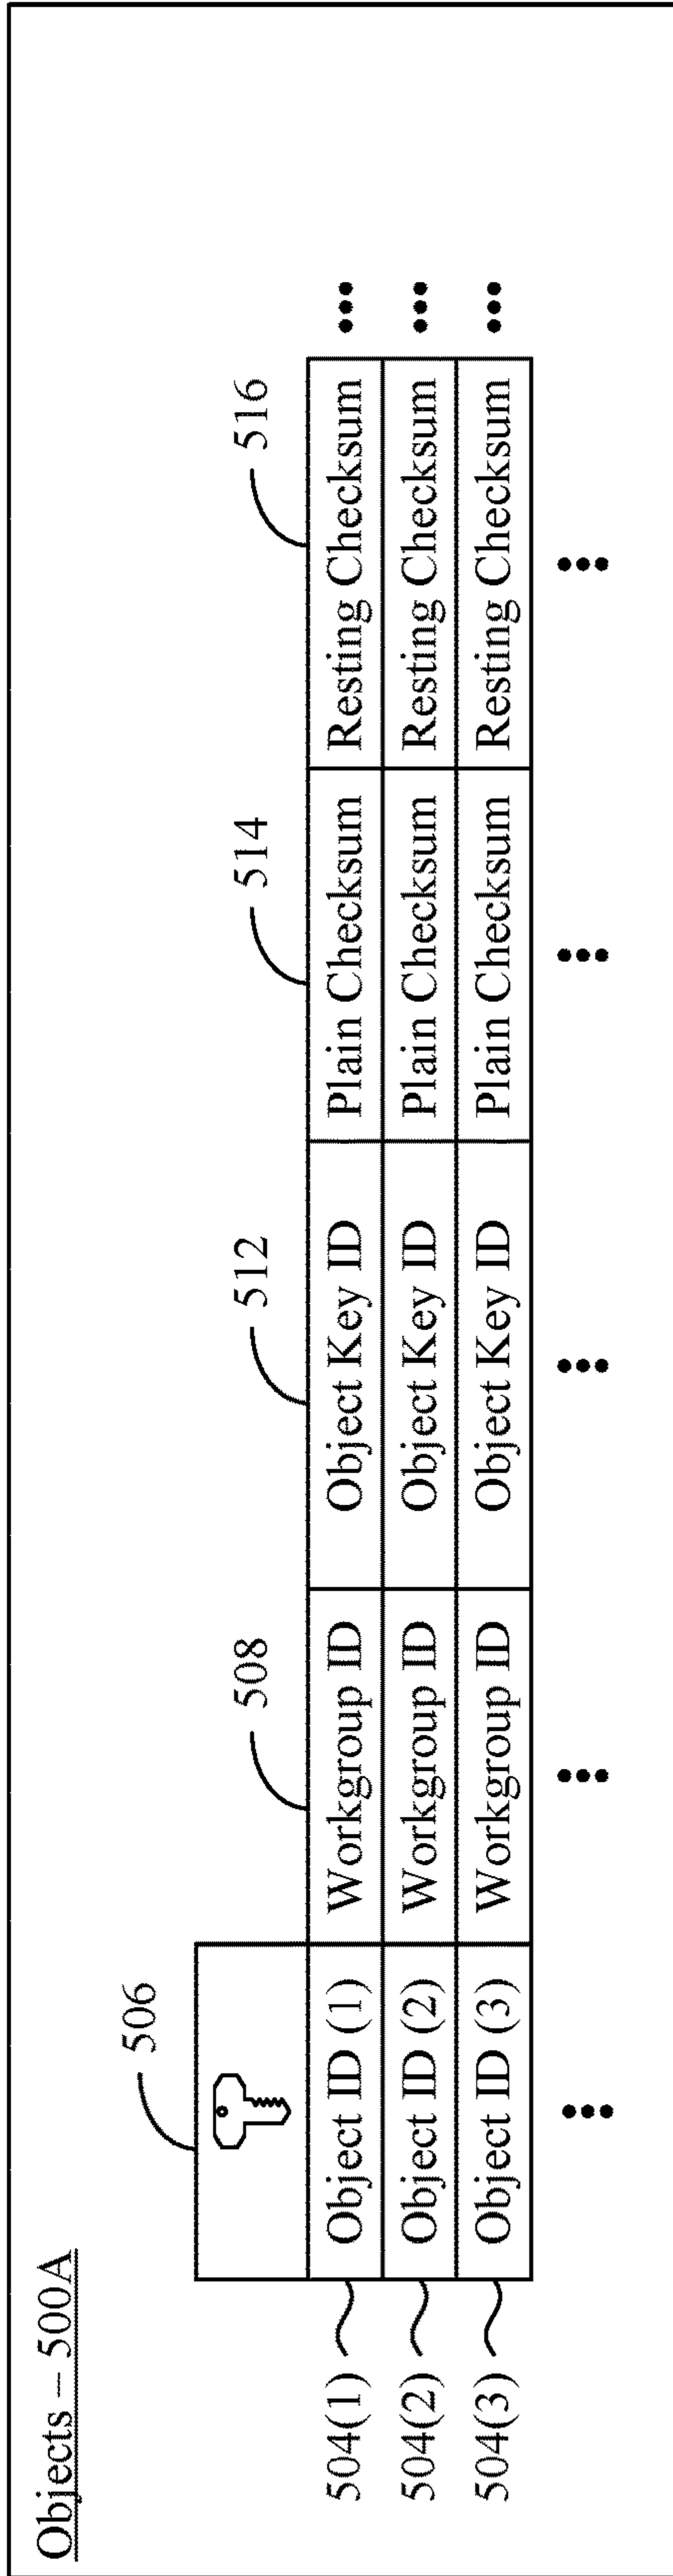 Objects – 500A
506
508
512
514
516
504(1) Object ID (1) Workgroup ID Object Key ID Plain Checksum Resting Checksum •••
504(2) Object ID (2) Workgroup ID Object Key ID Plain Checksum Resting Checksum •••
504(3) Object ID (3) Workgroup ID Object Key ID Plain Checksum Resting Checksum •••